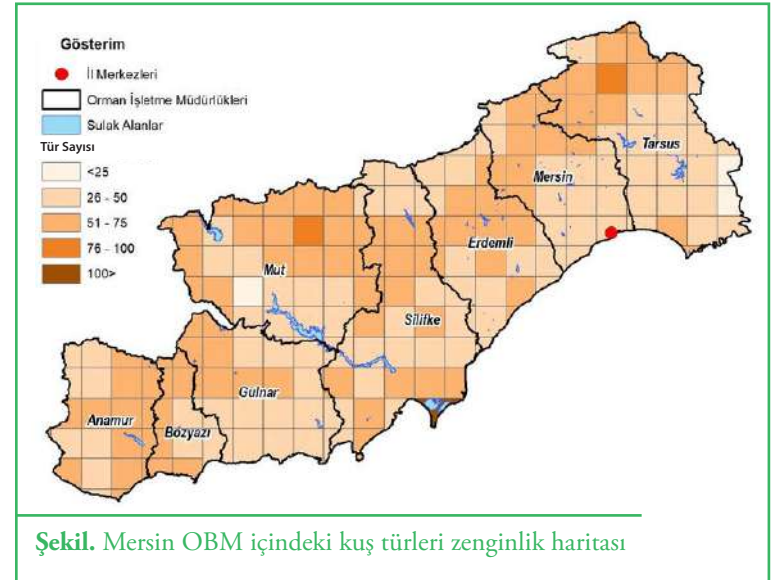 Gösterim
İl Merkezleri
Orman İşletme Müdürlükleri
Sulak Alanlar
Tür Sayısı
<25
26 - 50
51 - 75
76 - 100
100>
Tarsus
Mersin
Erdemli
Mut
Silifke
Gülnar
Anamur
Bozyazı
Şekil. Mersin OBM içindeki kuş türleri zenginlik haritası